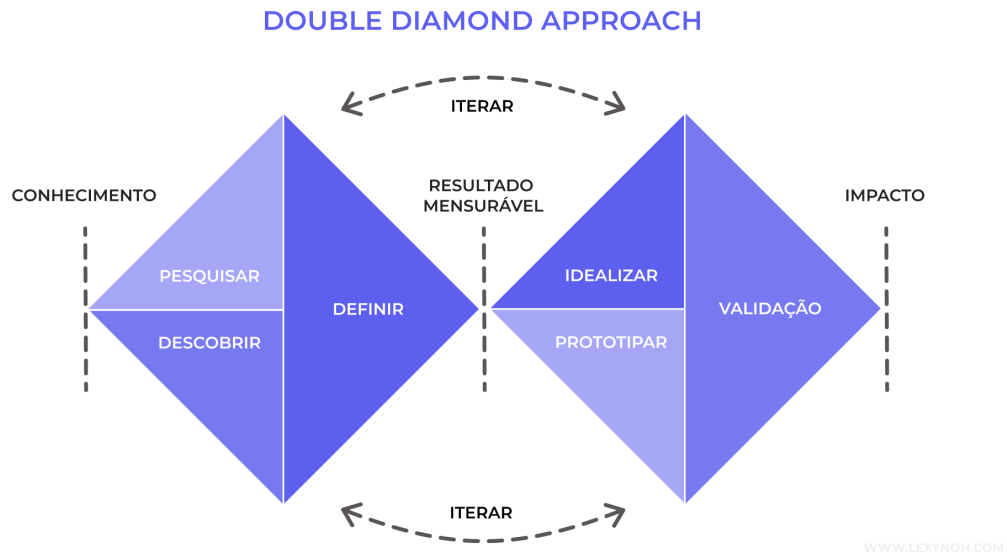 DOUBLE DIAMOND APPROACH
ITERAR
CONHECIMENTO
RESULTADO
MENSURÁVEL
IMPACTO
PESQUISAR
DESCOBRIR
DEFINIR
IDEALIZAR
PROTOTIPAR
VALIDAÇÃO
ITERAR
WWW.LEXYNOH.COM